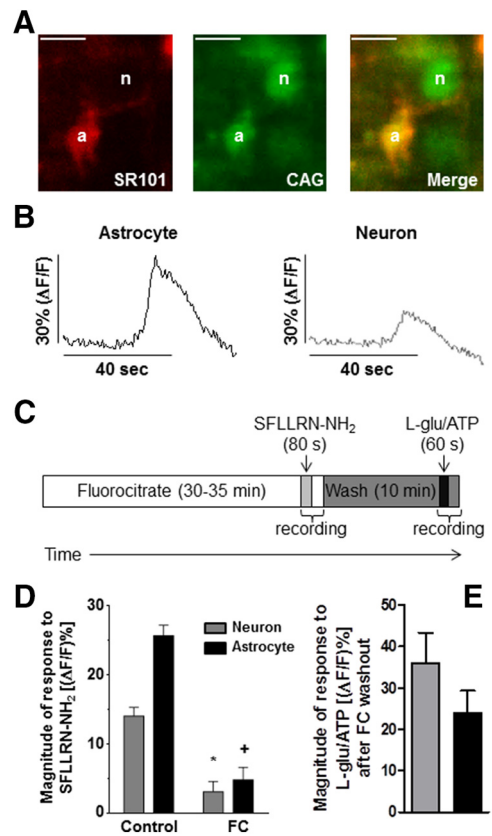 A
n
a
SR101
n
a
CAG
n
a
Merge
B
Astrocyte
30% (ΔF/F)
40 sec
Neuron
30% (ΔF/F)
40 sec
C
SFLLRN-NH2
(80 s)
L-glu/ATP
(60 s)
Fluorocitrate (30-35 min)
Wash (10 min)
recording
recording
Time
D
Magnitude of response to
SFLLRN-NH2 [(ΔF/F)%]
30
20
10
0
Neuron
Astrocyte
*
+
Control
FC
E
Magnitude of response to
L-glu/ATP [(ΔF/F)%]
after FC washout
50
40
30
20
10
0